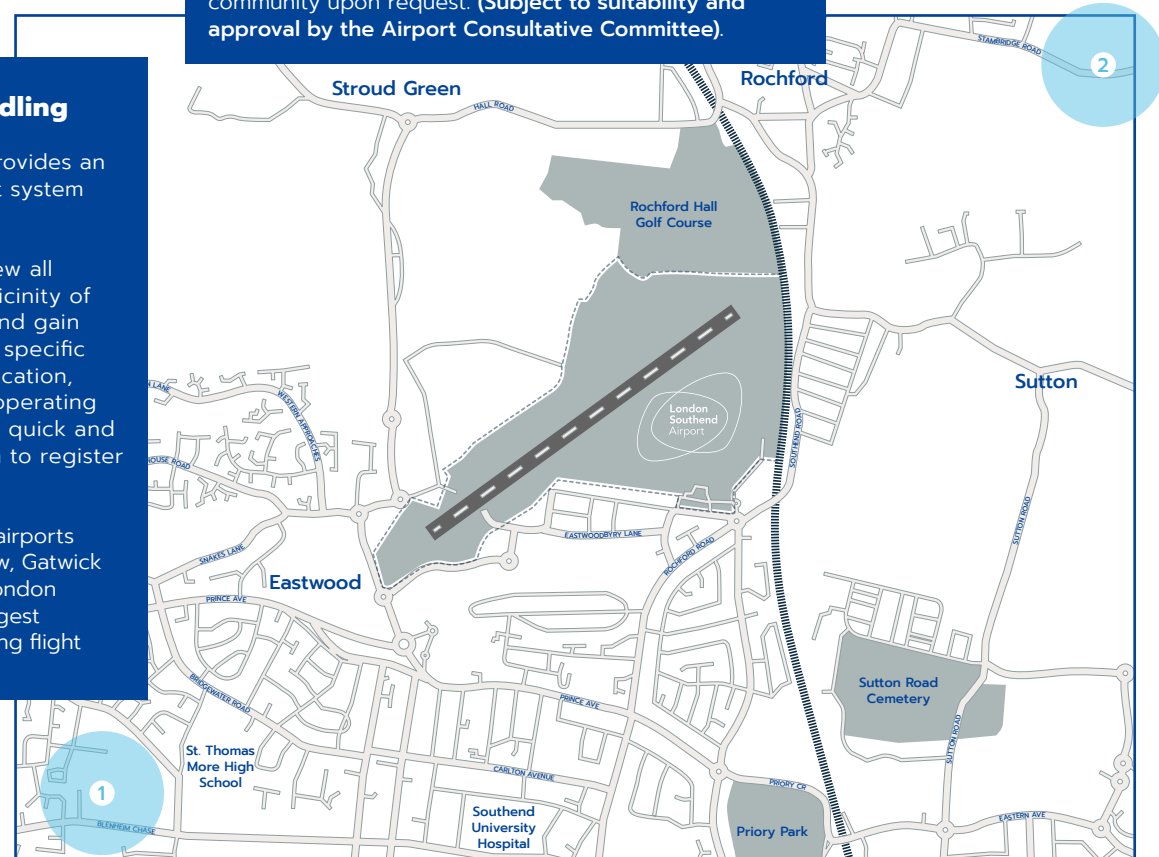 community upon request. (Subject to suitability and
approval by the Airport Consultative Committee).
dling
rovides an
t system
ew all
icinity of
nd gain
specific
cation,
operating
quick and
n to register
airports
w, Gatwick
ondon
gest
ng flight
Stroud Green
Rochford
STAMBRIDGE ROAD
2
HALL ROAD
Rochford Hall
Golf Course
London
Southend
Airport
Sutton
LANE
WESTERN APPROACHES
SOUTHEND ROAD
HOUSE ROAD
SUTTON ROAD
EASTWOODBYRY LANE
ROCHFORD ROAD
SNAKES LANE
Eastwood
PRINCE AVE
BRIDGEWATER ROAD
PRINCE AVE
Sutton Road
Cemetery
SUTTON ROAD
St. Thomas
More High
School
CARLTON AVENUE
PRIORY CR
1
BLENHEIM CHASE
Southend
University
Hospital
Priory Park
EASTERN AVE